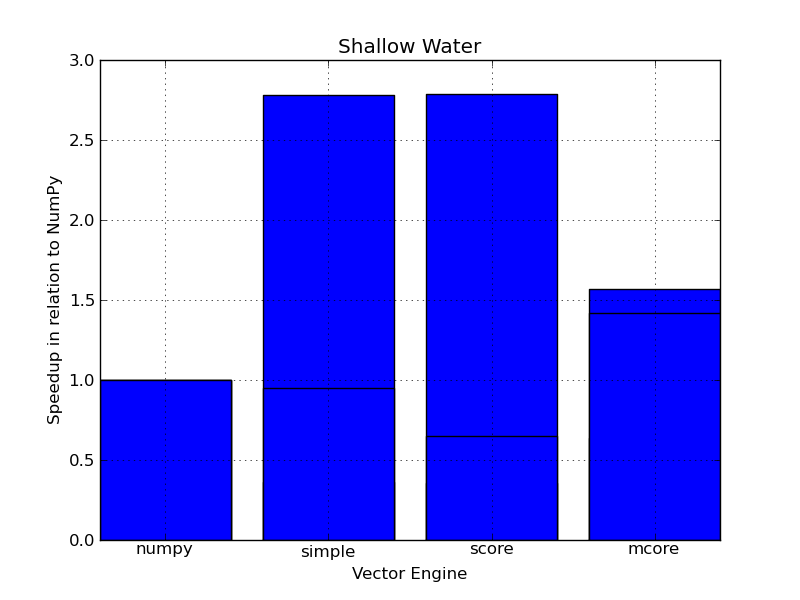 Shallow Water
3.0
2.5
2.0
1.5
1.0
0.5
0.0
Speedup in relation to NumPy
numpy simple score mcore
Vector Engine